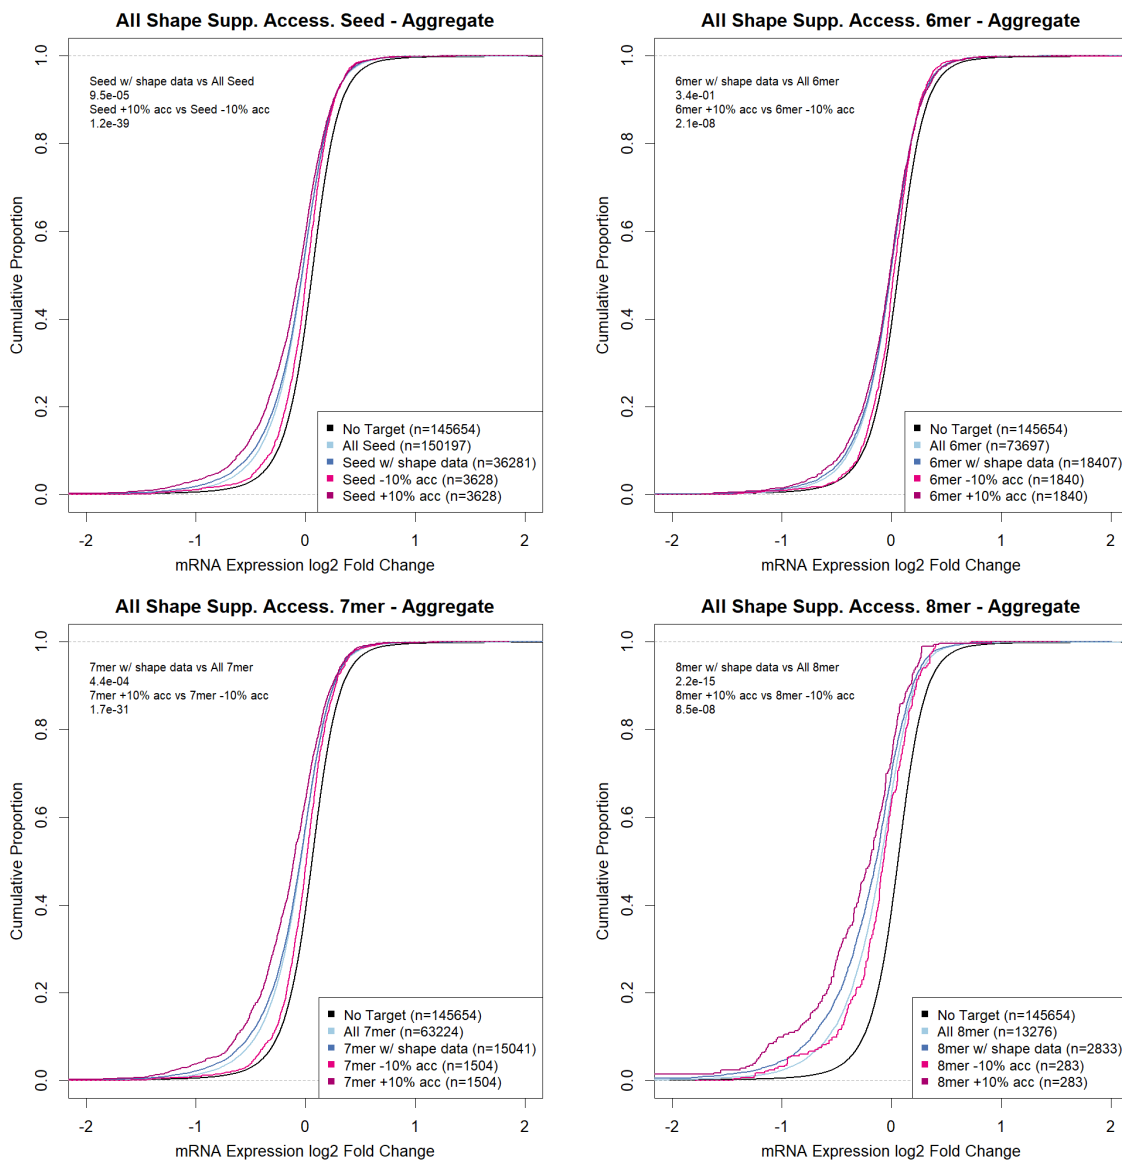 All Shape Supp. Access. Seed - Aggregate
Seed w/ shape data vs All Seed
9.5e-05
Seed +10% acc vs Seed -10% acc
1.2e-39
Cumulative Proportion
1.0
0.8
0.6
0.4
0.2
0.0
No Target (n=145654)
All Seed (n=150197)
Seed w/ shape data (n=36281)
Seed -10% acc (n=3628)
Seed +10% acc (n=3628)
-2 -1 0 1 2
mRNA Expression log2 Fold Change
All Shape Supp. Access. 6mer - Aggregate
6mer w/ shape data vs All 6mer
3.4e-01
6mer +10% acc vs 6mer -10% acc
2.1e-08
Cumulative Proportion
1.0
0.8
0.6
0.4
0.2
0.0
No Target (n=145654)
All 6mer (n=73697)
6mer w/ shape data (n=18407)
6mer -10% acc (n=1840)
6mer +10% acc (n=1840)
-2 -1 0 1 2
mRNA Expression log2 Fold Change
All Shape Supp. Access. 7mer - Aggregate
7mer w/ shape data vs All 7mer
4.4e-04
7mer +10% acc vs 7mer -10% acc
1.7e-31
Cumulative Proportion
1.0
0.8
0.6
0.4
0.2
0.0
No Target (n=145654)
All 7mer (n=63224)
7mer w/ shape data (n=15041)
7mer -10% acc (n=1504)
7mer +10% acc (n=1504)
-2 -1 0 1 2
mRNA Expression log2 Fold Change
All Shape Supp. Access. 8mer - Aggregate
8mer w/ shape data vs All 8mer
2.2e-15
8mer +10% acc vs 8mer -10% acc
8.5e-08
Cumulative Proportion
1.0
0.8
0.6
0.4
0.2
0.0
No Target (n=145654)
All 8mer (n=13276)
8mer w/ shape data (n=2833)
8mer -10% acc (n=283)
8mer +10% acc (n=283)
-2 -1 0 1 2
mRNA Expression log2 Fold Change